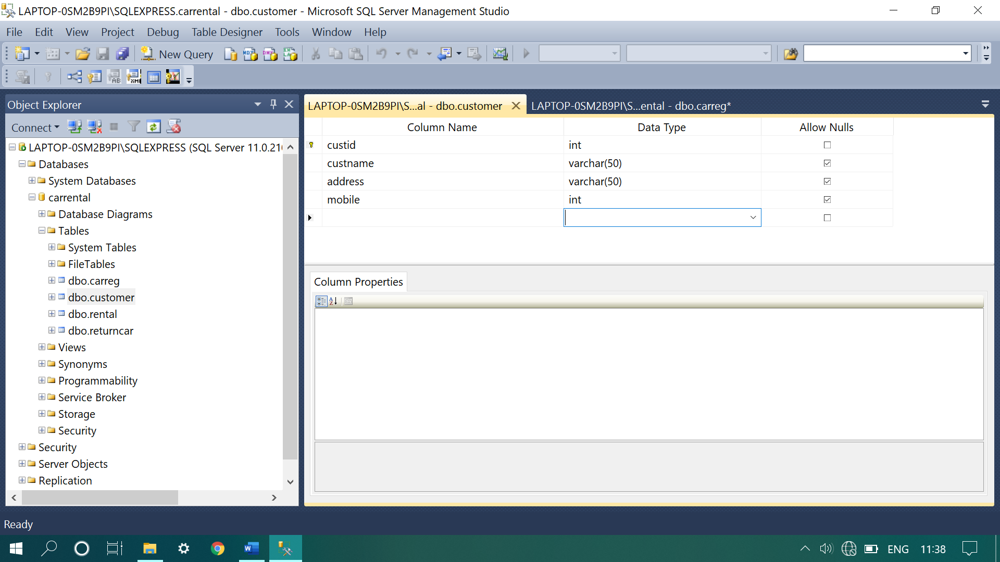 LAPTOP-0SM2B9PI\SQLEXPRESS.carrental - dbo.customer - Microsoft SQL Server Management Studio
File Edit View Project Debug Table Designer Tools Window Help
New Query
Object Explorer
Connect
LAPTOP-0SM2B9PI\SQLEXPRESS (SQL Server 11.0.21
Databases
System Databases
carrental
Database Diagrams
Tables
System Tables
FileTables
dbo.carreg
dbo.customer
dbo.rental
dbo.returncar
Views
Synonyms
Programmability
Service Broker
Storage
Security
Security
Server Objects
Replication
LAPTOP-0SM2B9PI\S...al - dbo.customer LAPTOP-0SM2B9PI\S...ental - dbo.carreg*
Column Name Data Type Allow Nulls
custid int
custname varchar(50)
address varchar(50)
mobile int
Column Properties
Ready
ENG 11:38